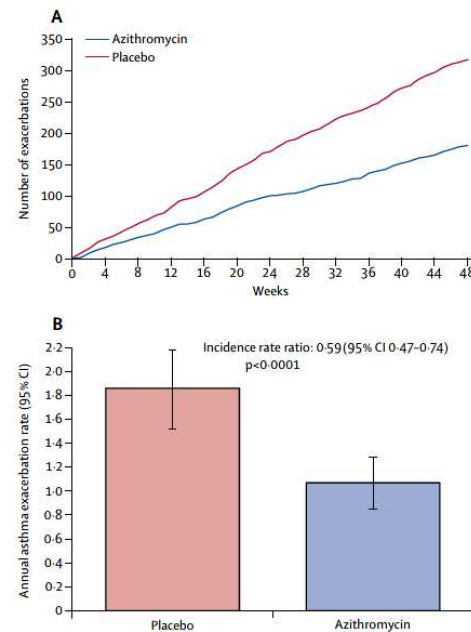 A
Azithromycin
Placebo
Number of exacerbations
350
300
250
200
150
100
50
0
0 4 8 12 16 20 24 28 32 36 40 44 48
Weeks
B
Incidence rate ratio: 0·59 (95% CI 0·47–0·74)
p<0·0001
Annual asthma exacerbation rate (95% CI)
2·2
2·0
1·8
1·6
1·4
1·2
1·0
0·8
0·6
0·4
0·2
0
Placebo Azithromycin